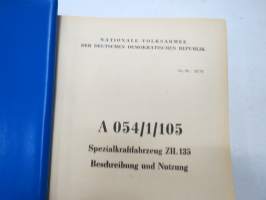 NATIONALE VOLKSARMEE
DER DEUTSCHEN DEMOKRATISCHEN REPUBLIK
A 054/1/105
Spezialkraftfahrzeug ZIL 135
Beschreibung und Nutzung